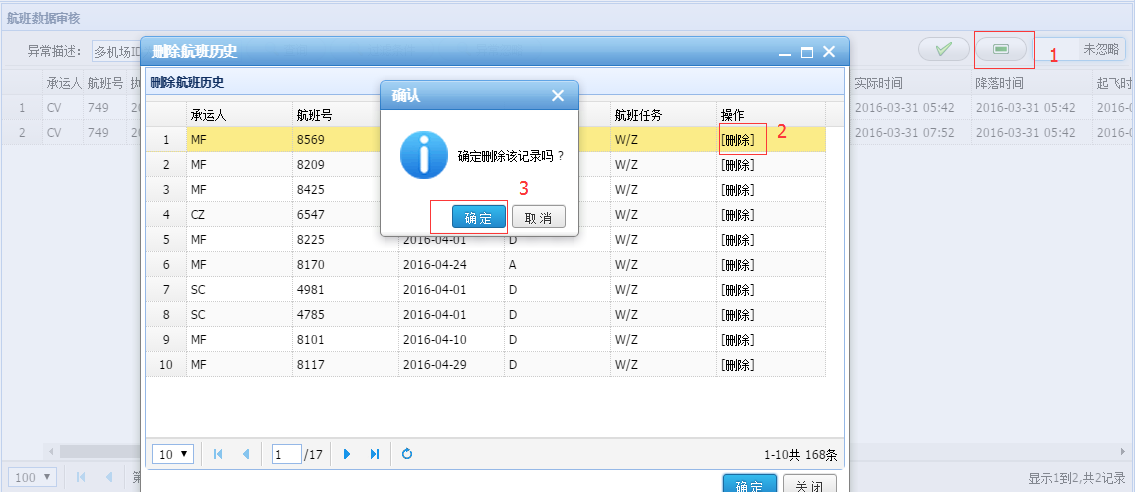 航班数据审核
异常描述： 多机场ID
1
未忽略
承运人 航班号 执
实际时间 降落时间 起飞时
1 CV 749 20
2016-03-31 05:42 2016-03-31 05:42 2016-0
2 CV 749 20
2016-03-31 07:52 2016-03-31 05:42 2016-0
删除航班历史
删除航班历史
承运人 航班号 航班任务 操作
1 MF 8569 W/Z [删除] 2
2 MF 8209 W/Z [删除]
3 MF 8425 W/Z [删除]
4 CZ 6547 W/Z [删除]
5 MF 8225 2016-04-01 D W/Z [删除]
6 MF 8170 2016-04-24 A W/Z [删除]
7 SC 4981 2016-04-01 D W/Z [删除]
8 SC 4785 2016-04-01 D W/Z [删除]
9 MF 8101 2016-04-10 D W/Z [删除]
10 MF 8117 2016-04-29 D W/Z [删除]
确认
确定删除该记录吗？
3
确定 取消
10 1 /17 1-10共 168条
确定 关闭
100 第
显示1到2,共2记录